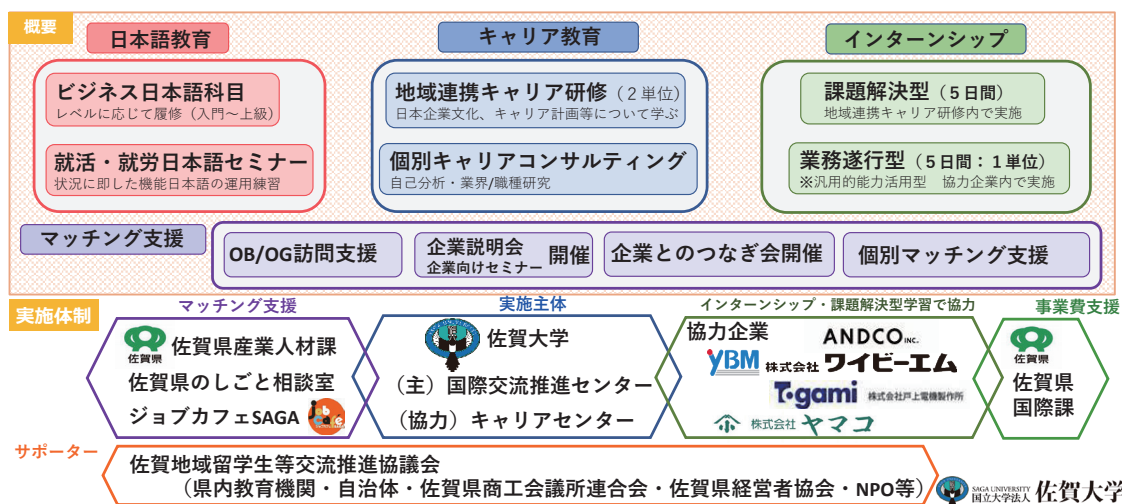 概要
日本語教育
ビジネス日本語科目
レベルに応じて履修（入門～上級）
就活・就労日本語セミナー
状況に即した機能日本語の運用練習
キャリア教育
地域連携キャリア研修（２単位）
日本企業文化、キャリア計画等について学ぶ
個別キャリアコンサルティング
自己分析・業界/職種研究
インターンシップ
課題解決型（５日間）
地域連携キャリア研修内で実施
業務遂行型（５日間：１単位）
※汎用的能力活用型　協力企業内で実施
マッチング支援
OB/OG訪問支援
企業説明会
企業向けセミナー
開催
企業とのつなぎ会開催
個別マッチング支援
実施体制
マッチング支援
佐賀県
佐賀県産業人材課
佐賀県のしごと相談室
ジョブカフェSAGA
実施主体
佐賀大学
（主）国際交流推進センター
（協力）キャリアセンター
インターンシップ・課題解決型学習で協力
協力企業
ANDCO INC.
YBM 株式会社 ワイビーエム
Togami 株式会社戸上電機製作所
株式会社 ヤマコ
事業費支援
佐賀県
佐賀県
国際課
サポーター
佐賀地域留学生等交流推進協議会
（県内教育機関・自治体・佐賀県商工会議所連合会・佐賀県経営者協会・NPO等）
SAGA UNIVERSITY
国立大学法人 佐賀大学